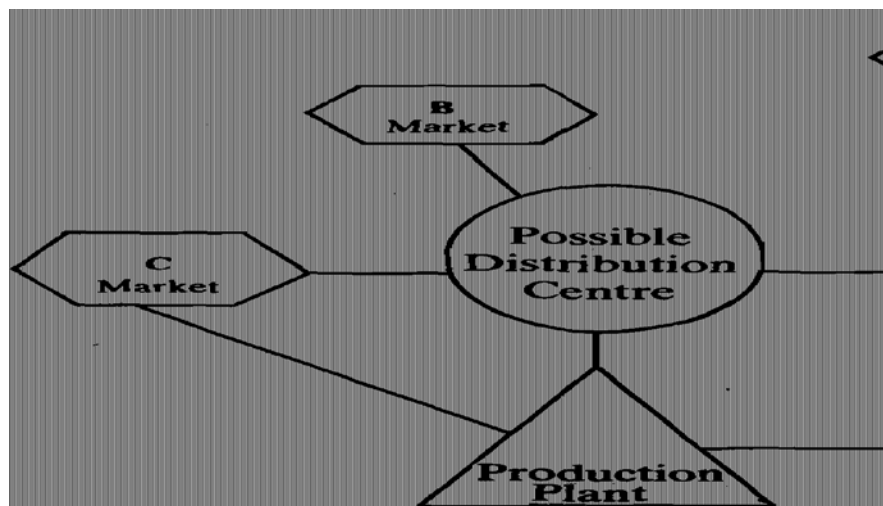 B
Market
Possible
Distribution
Centre
C
Market
Production
Plant